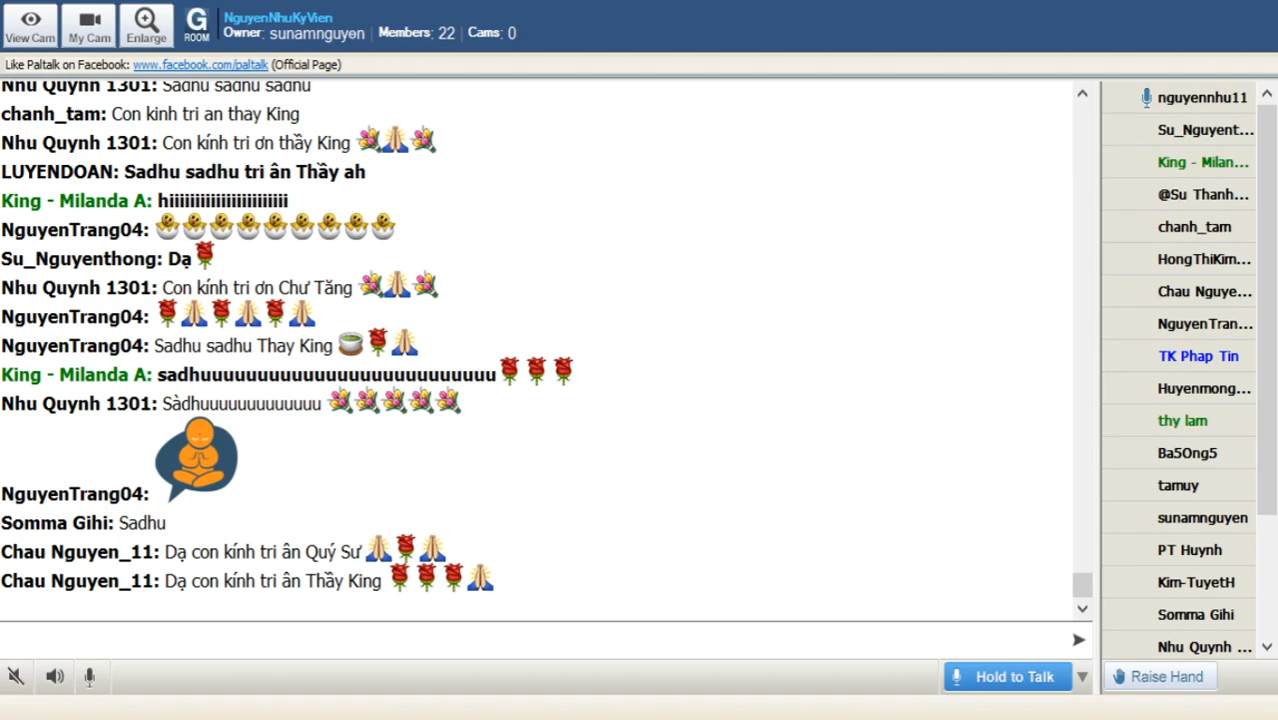 View Cam
My Cam
Enlarge
G
ROOM
NguyenNhuKyVien
Owner: sunamnguyen | Members: 22 | Cams: 0
Like Paltalk on Facebook: www.facebook.com/paltalk (Official Page)
Nhu Quynh 1301: Sadhu sadhu sadhu
chanh_tam: Con kinh tri an thay King
Nhu Quynh 1301: Con kính tri ơn thầy King
LUYENDOAN: Sadhu sadhu tri ân Thầy ah
King - Milanda A: hiiiiiiiiiiiiiiiiiiiiii
NguyenTrang04:
Su_Nguyenthong: Dạ
Nhu Quynh 1301: Con kính tri ơn Chư Tăng
NguyenTrang04:
NguyenTrang04: Sadhu sadhu Thay King
King - Milanda A: sadhuuuuuuuuuuuuuuuuuuuuuuuuuu
Nhu Quynh 1301: Sàdhuuuuuuuuuuuu
NguyenTrang04:
Somma Gihi: Sadhu
Chau Nguyen_11: Dạ con kính tri ân Quý Sư
Chau Nguyen_11: Dạ con kính tri ân Thầy King
nguyennhu11
Su_Nguyent...
King - Milan...
@Su Thanh...
chanh_tam
HongThiKim...
Chau Nguye...
NguyenTran...
TK Phap Tin
Huyenmong...
thy lam
Ba5Ong5
tamuy
sunamnguyen
PT Huynh
Kim-TuyetH
Somma Gihi
Nhu Quynh ...
Hold to Talk
Raise Hand